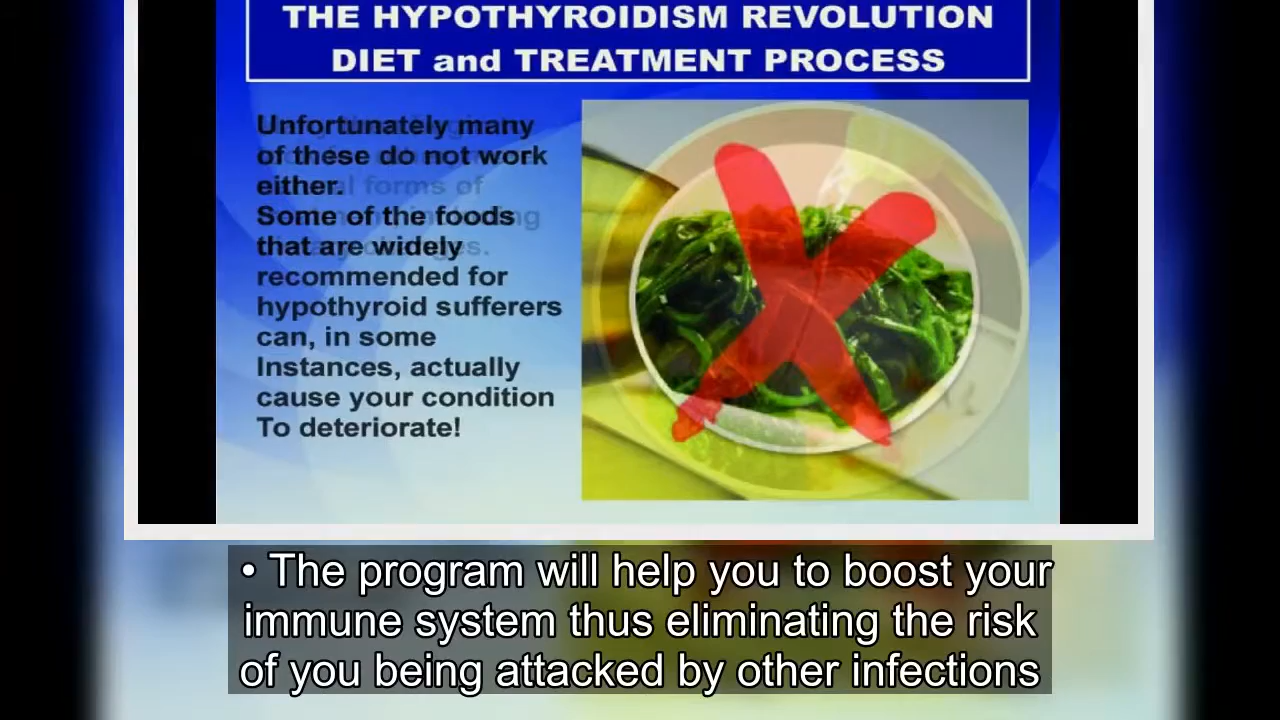 THE HYPOTHYROIDISM REVOLUTION
DIET and TREATMENT PROCESS
Unfortunately many
of these do not work
either.
Some of the foods
that are widely
recommended for
hypothyroid sufferers
can, in some
Instances, actually
cause your condition
To deteriorate!
• The program will help you to boost your
immune system thus eliminating the risk
of you being attacked by other infections